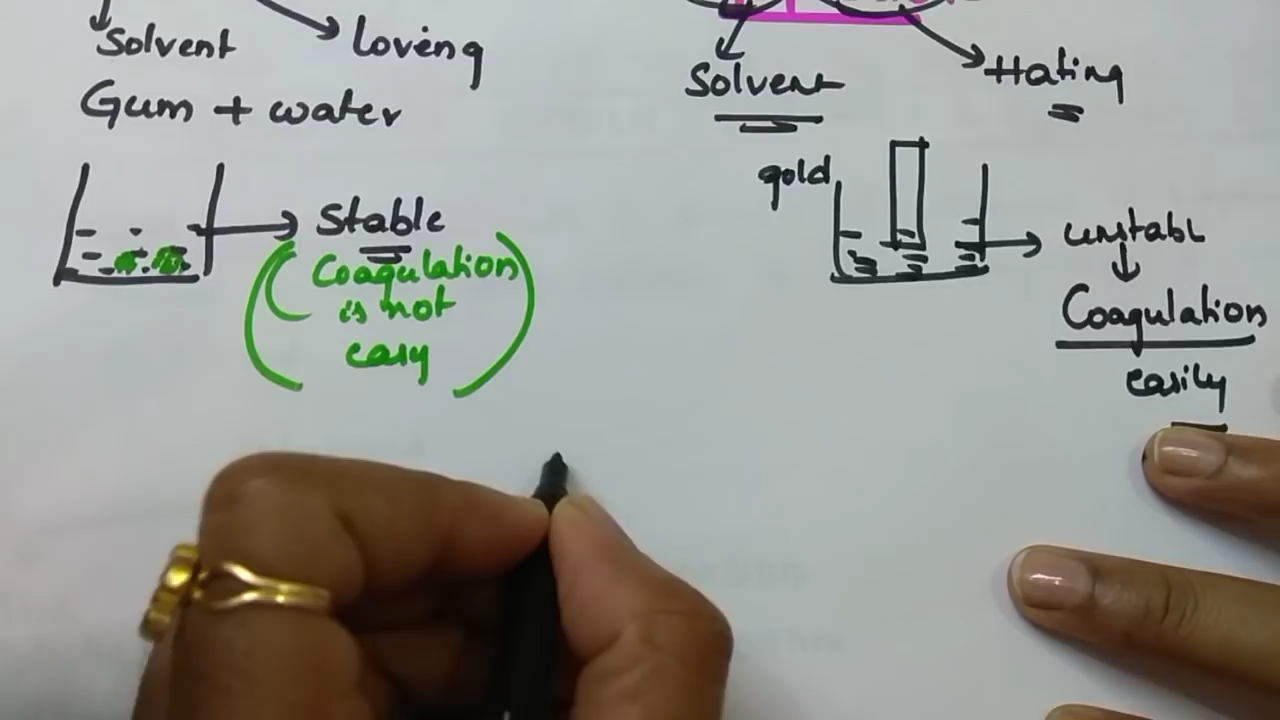 Solvent
Loving
Gum + water
Stable
Coagulation
is not
easy
Solvent
Hating
gold
unstabl
Coagulation
easily